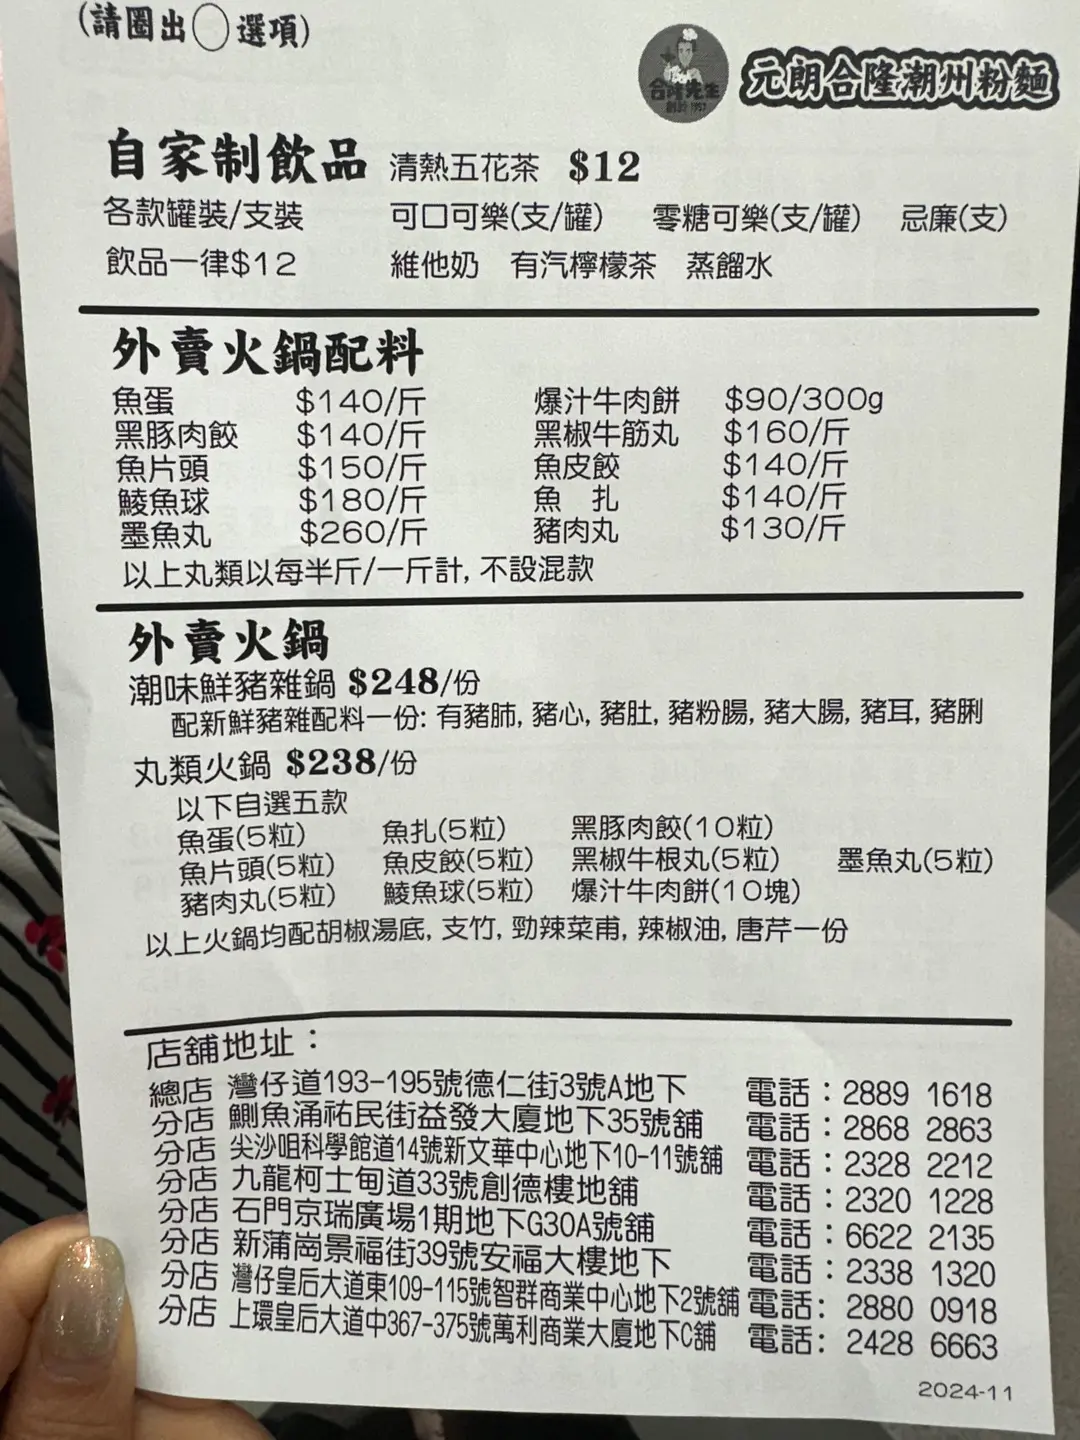 (請圈出○選項)
合隆先生
創於1957
元朗合隆潮州粉麵
自家制飲品 清熱五花茶 $12
各款罐裝/支裝 可口可樂(支/罐) 零糖可樂(支/罐) 忌廉(支)
飲品一律$12 維他奶 有汽檸檬茶 蒸餾水
外賣火鍋配料
魚蛋 $140/斤 爆汁牛肉餅 $90/300g
黑豚肉餃 $140/斤 黑椒牛筋丸 $160/斤
魚片頭 $150/斤 魚皮餃 $140/斤
鯪魚球 $180/斤 魚 扎 $140/斤
墨魚丸 $260/斤 豬肉丸 $130/斤
以上丸類以每半斤/一斤計, 不設混款
外賣火鍋
潮味鮮豬雜鍋 $248/份
配新鮮豬雜配料一份: 有豬肺, 豬心, 豬肚, 豬粉腸, 豬大腸, 豬耳, 豬脷
丸類火鍋 $238/份
以下自選五款
魚蛋(5粒) 魚扎(5粒) 黑豚肉餃(10粒)
魚片頭(5粒) 魚皮餃(5粒) 黑椒牛根丸(5粒) 墨魚丸(5粒)
豬肉丸(5粒) 鯪魚球(5粒) 爆汁牛肉餅(10塊)
以上火鍋均配胡椒湯底, 支竹, 勁辣菜甫, 辣椒油, 唐芹一份
店舖地址：
總店 灣仔道193-195號德仁街3號A地下 電話：2889 1618
分店 鰂魚涌祐民街益發大廈地下35號舖 電話：2868 2863
分店 尖沙咀科學館道14號新文華中心地下10-11號舖 電話：2328 2212
分店 九龍柯士甸道33號創德樓地舖 電話：2320 1228
分店 石門京瑞廣場1期地下G30A號舖 電話：6622 2135
分店 新蒲崗景福街39號安福大樓地下 電話：2338 1320
分店 灣仔皇后大道東109-115號智群商業中心地下2號舖 電話：2880 0918
分店 上環皇后大道中367-375號萬利商業大廈地下C舖 電話：2428 6663
2024-11